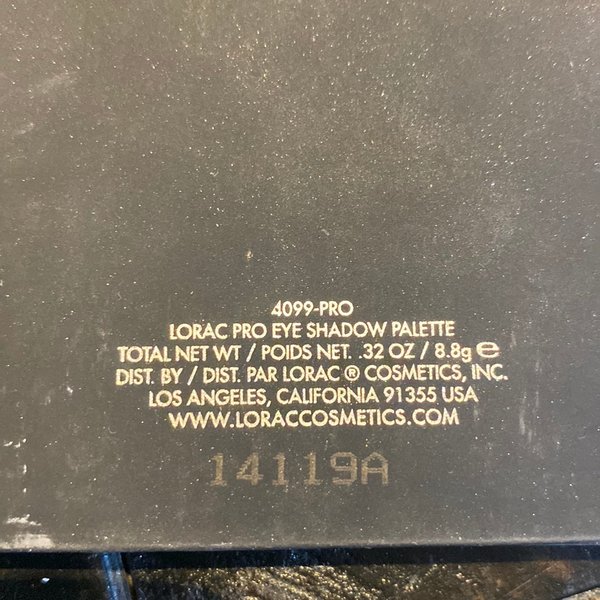 4099-PRO
LORAC PRO EYE SHADOW PALETTE
TOTAL NET WT / POIDS NET. .32 OZ / 8.8g ℮
DIST. BY / DIST. PAR LORAC ® COSMETICS, INC.
LOS ANGELES, CALIFORNIA 91355 USA
WWW.LORACCOSMETICS.COM
14119A